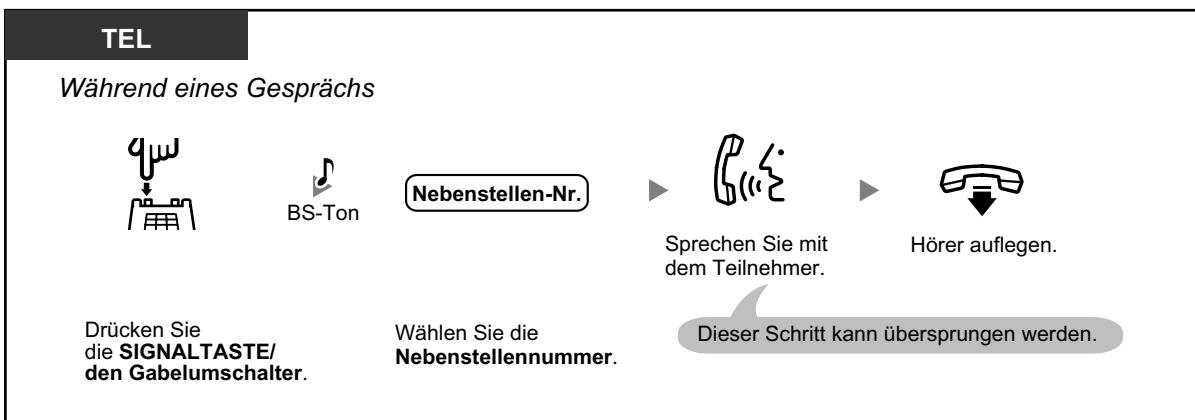 TEL
Während eines Gesprächs
BS-Ton
Nebenstellen-Nr.
Sprechen Sie mit
dem Teilnehmer.
Hörer auflegen.
Drücken Sie
die SIGNALTASTE/
den Gabelumschalter.
Wählen Sie die
Nebenstellennummer.
Dieser Schritt kann übersprungen werden.